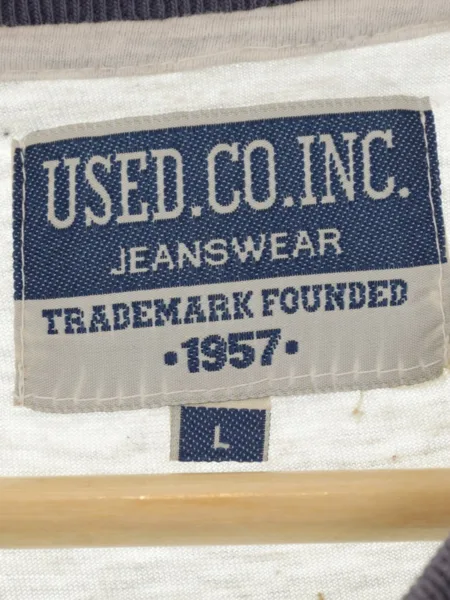 USED.CO.INC.
JEANSWEAR
TRADEMARK FOUNDED
•1957•
L